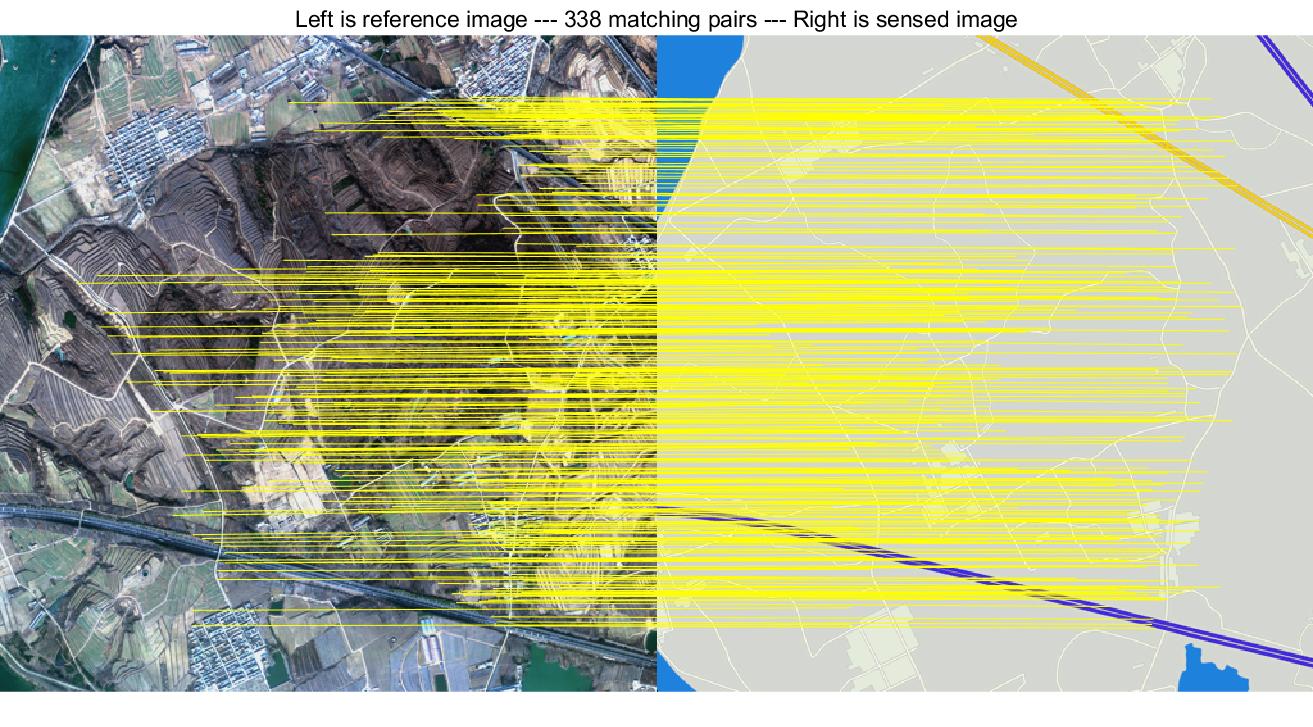 Left is reference image --- 338 matching pairs --- Right is sensed image